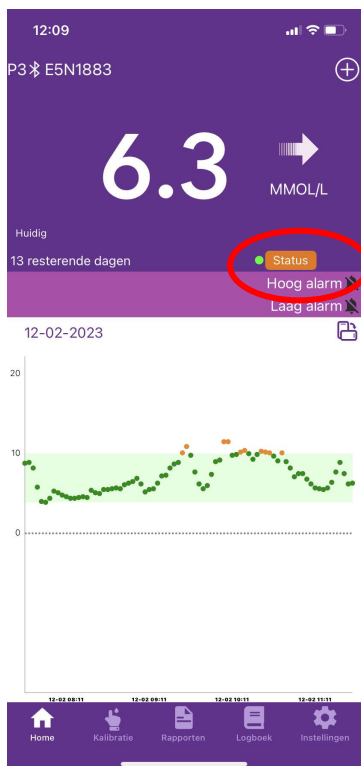 12:09
P3 E5N1883
6.3
MMOL/L
Huidig
13 resterende dagen
Status
Hoog alarm
Laag alarm
12-02-2023
20
10
0
12-02 08:11 12-02 09:11 12-02 10:11 12-02 11:11
Home Kalibratie Rapporten Logboek Instellingen